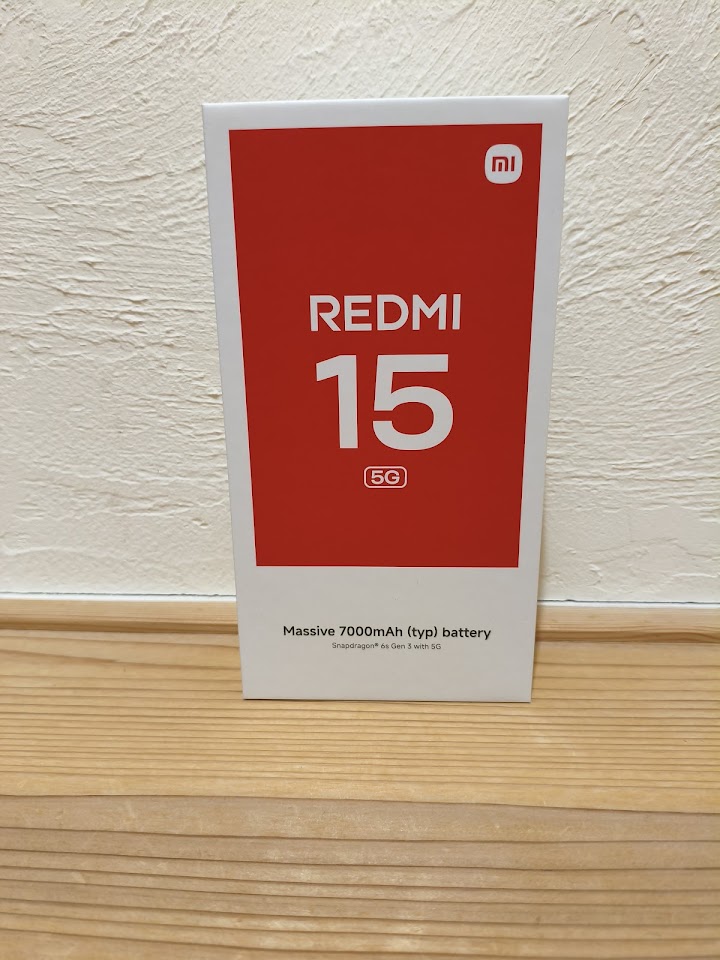 mi
REDMI
15
5G
Massive 7000mAh (typ) battery
Snapdragon® 6s Gen 3 with 5G